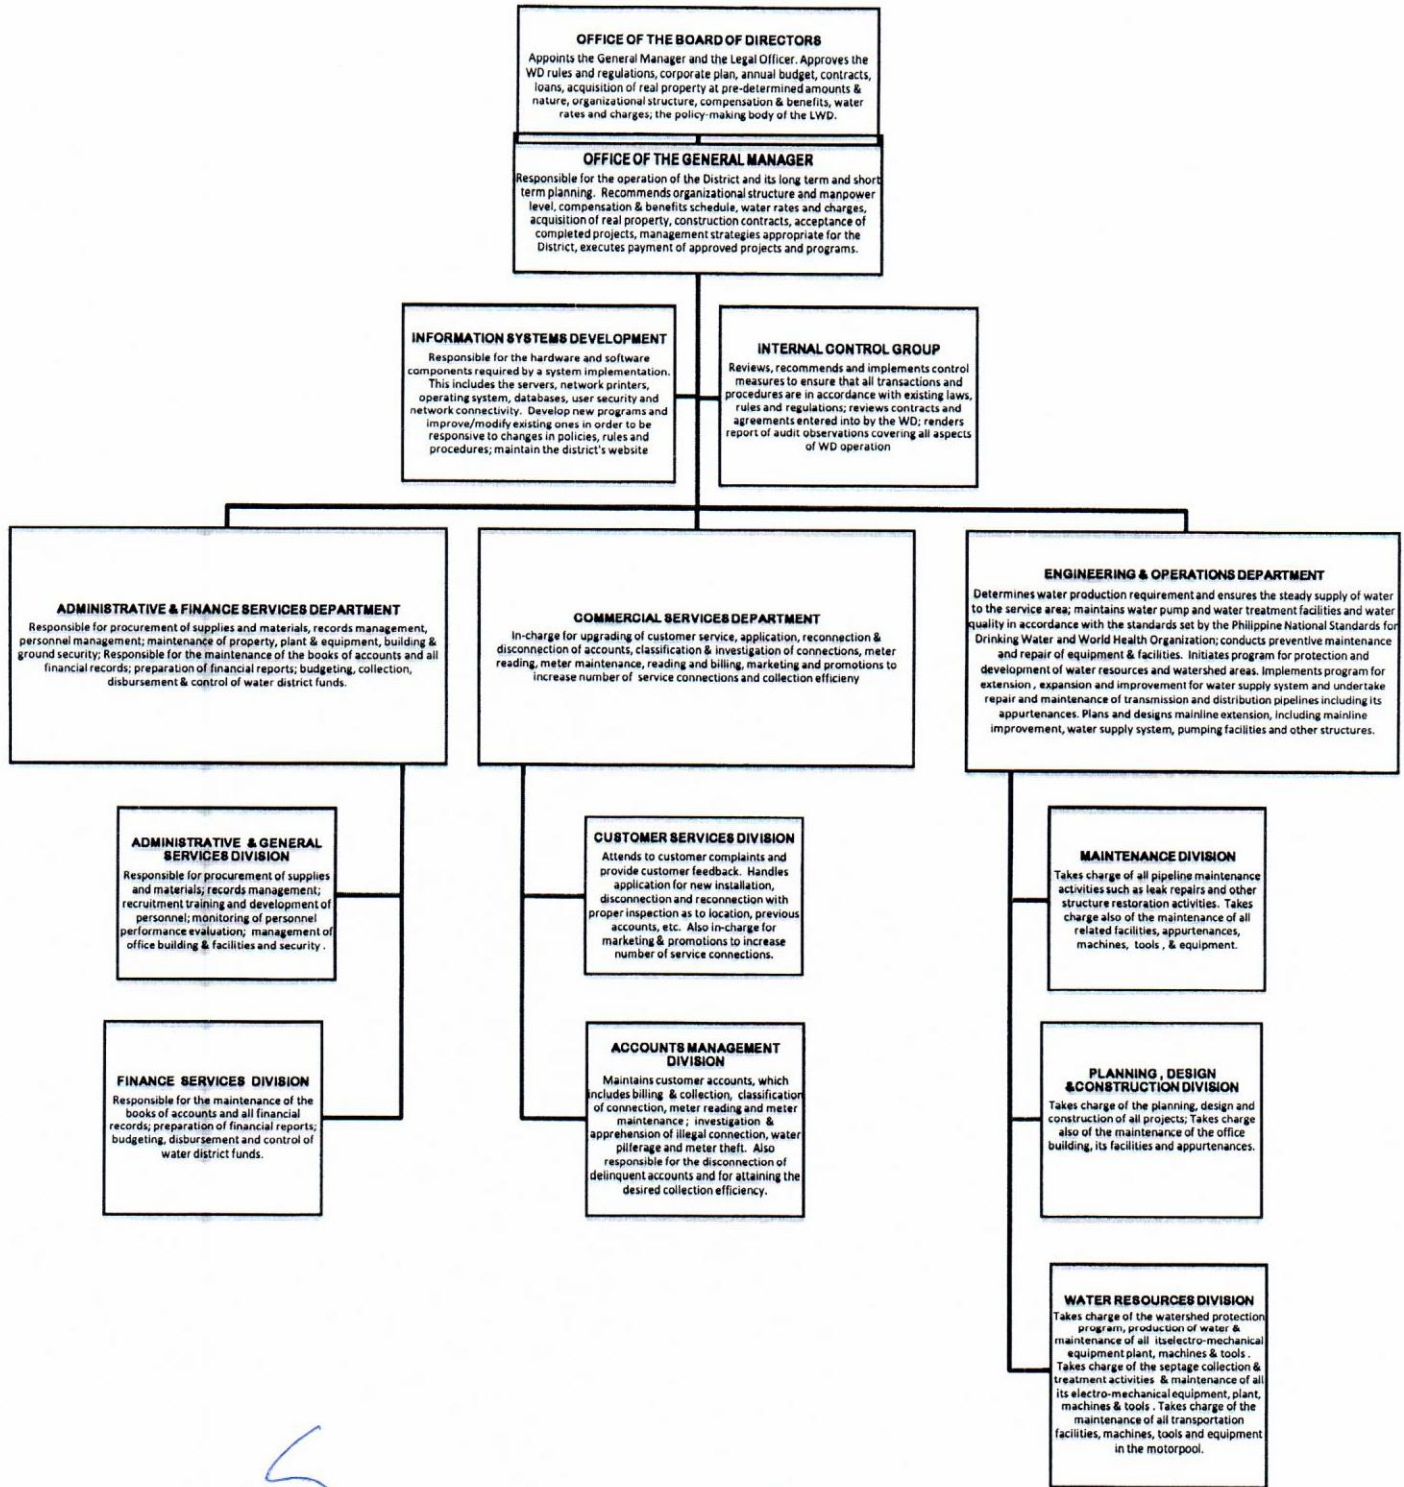 OFFICE OF THE BOARD OF DIRECTORS
Appoints the General Manager and the Legal Officer. Approves the
WD rules and regulations, corporate plan, annual budget, contracts,
loans, acquisition of real property at pre-determined amounts &
nature, organizational structure, compensation & benefits, water
rates and charges; the policy-making body of the LWD.
OFFICE OF THE GENERAL MANAGER
Responsible for the operation of the District and its long term and short
term planning. Recommends organizational structure and manpower
level, compensation & benefits schedule, water rates and charges,
acquisition of real property, construction contracts, acceptance of
completed projects, management strategies appropriate for the
District, executes payment of approved projects and programs.
INFORMATION SYSTEMS DEVELOPMENT
Responsible for the hardware and software
components required by a system implementation.
This includes the servers, network printers,
operating system, databases, user security and
network connectivity. Develop new programs and
improve/modify existing ones in order to be
responsive to changes in policies, rules and
procedures; maintain the district's website
INTERNAL CONTROL GROUP
Reviews, recommends and implements control
measures to ensure that all transactions and
procedures are in accordance with existing laws,
rules and regulations; reviews contracts and
agreements entered into by the WD; renders
report of audit observations covering all aspects
of WD operation
ADMINISTRATIVE & FINANCE SERVICES DEPARTMENT
Responsible for procurement of supplies and materials, records management,
personnel management; maintenance of property, plant & equipment, building &
ground security; Responsible for the maintenance of the books of accounts and all
financial records; preparation of financial reports; budgeting, collection,
disbursement & control of water district funds.
COMMERCIAL SERVICES DEPARTMENT
In-charge for upgrading of customer service, application, reconnection &
disconnection of accounts, classification & investigation of connections, meter
reading, meter maintenance, reading and billing, marketing and promotions to
increase number of service connections and collection efficieny
ENGINEERING & OPERATIONS DEPARTMENT
Determines water production requirement and ensures the steady supply of water
to the service area; maintains water pump and water treatment facilities and water
quality in accordance with the standards set by the Philippine National Standards for
Drinking Water and World Health Organization; conducts preventive maintenance
and repair of equipment & facilities. Initiates program for protection and
development of water resources and watershed areas. Implements program for
extension , expansion and improvement for water supply system and undertake
repair and maintenance of transmission and distribution pipelines including its
appurtenances. Plans and designs mainline extension, including mainline
improvement, water supply system, pumping facilities and other structures.
ADMINISTRATIVE & GENERAL
SERVICES DIVISION
Responsible for procurement of supplies
and materials; records management;
recruitment training and development of
personnel; monitoring of personnel
performance evaluation; management of
office building & facilities and security .
CUSTOMER SERVICES DIVISION
Attends to customer complaints and
provide customer feedback. Handles
application for new installation,
disconnection and reconnection with
proper inspection as to location, previous
accounts, etc. Also in-charge for
marketing & promotions to increase
number of service connections.
MAINTENANCE DIVISION
Takes charge of all pipeline maintenance
activities such as leak repairs and other
structure restoration activities. Takes
charge also of the maintenance of all
related facilities, appurtenances,
machines, tools , & equipment.
FINANCE SERVICES DIVISION
Responsible for the maintenance of the
books of accounts and all financial
records; preparation of financial reports;
budgeting, disbursement and control of
water district funds.
ACCOUNTS MANAGEMENT
DIVISION
Maintains customer accounts, which
includes billing & collection, classification
of connection, meter reading and meter
maintenance; investigation &
apprehension of illegal connection, water
pilferage and meter theft. Also
responsible for the disconnection of
delinquent accounts and for attaining the
desired collection efficiency.
PLANNING , DESIGN
&CONSTRUCTION DIVISION
Takes charge of the planning, design and
construction of all projects; Takes charge
also of the maintenance of the office
building, its facilities and appurtenances.
WATER RESOURCES DIVISION
Takes charge of the watershed protection
program, production of water &
maintenance of all itselectro-mechanical
equipment plant, machines & tools .
Takes charge of the septage collection &
treatment activities & maintenance of all
its electro-mechanical equipment, plant,
machines & tools . Takes charge of the
maintenance of all transportation
facilities, machines, tools and equipment
in the motorpool.